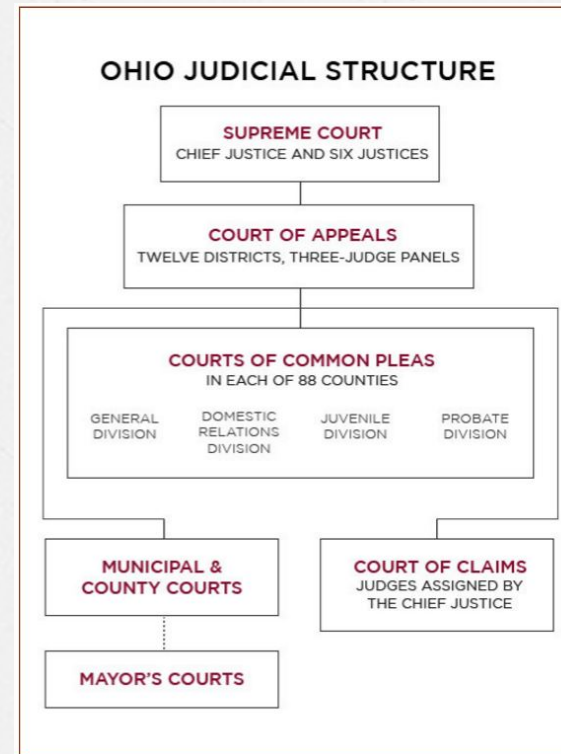 OHIO JUDICIAL STRUCTURE
SUPREME COURT
CHIEF JUSTICE AND SIX JUSTICES
COURT OF APPEALS
TWELVE DISTRICTS, THREE-JUDGE PANELS
COURTS OF COMMON PLEAS
IN EACH OF 88 COUNTIES
GENERAL
DIVISION
DOMESTIC
RELATIONS
DIVISION
JUVENILE
DIVISION
PROBATE
DIVISION
MUNICIPAL &
COUNTY COURTS
COURT OF CLAIMS
JUDGES ASSIGNED BY
THE CHIEF JUSTICE
MAYOR'S COURTS